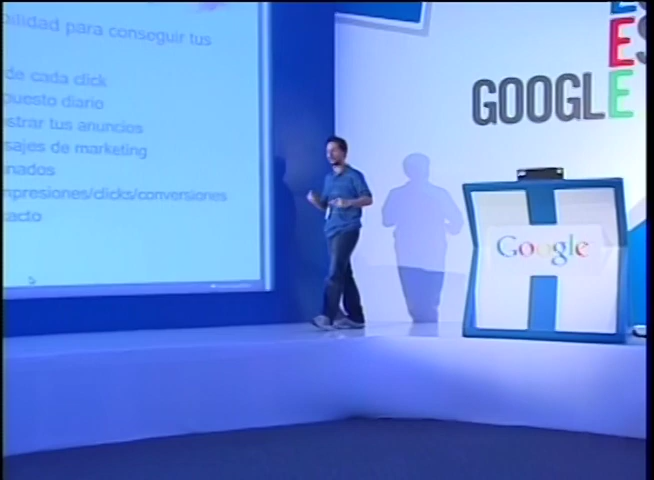 bilidad para conseguir tus
de cada click
puesto diario
strar tus anuncios
sajes de marketing
nados
mpresiones/clicks/conversiones
acto
GOOGLE
Google